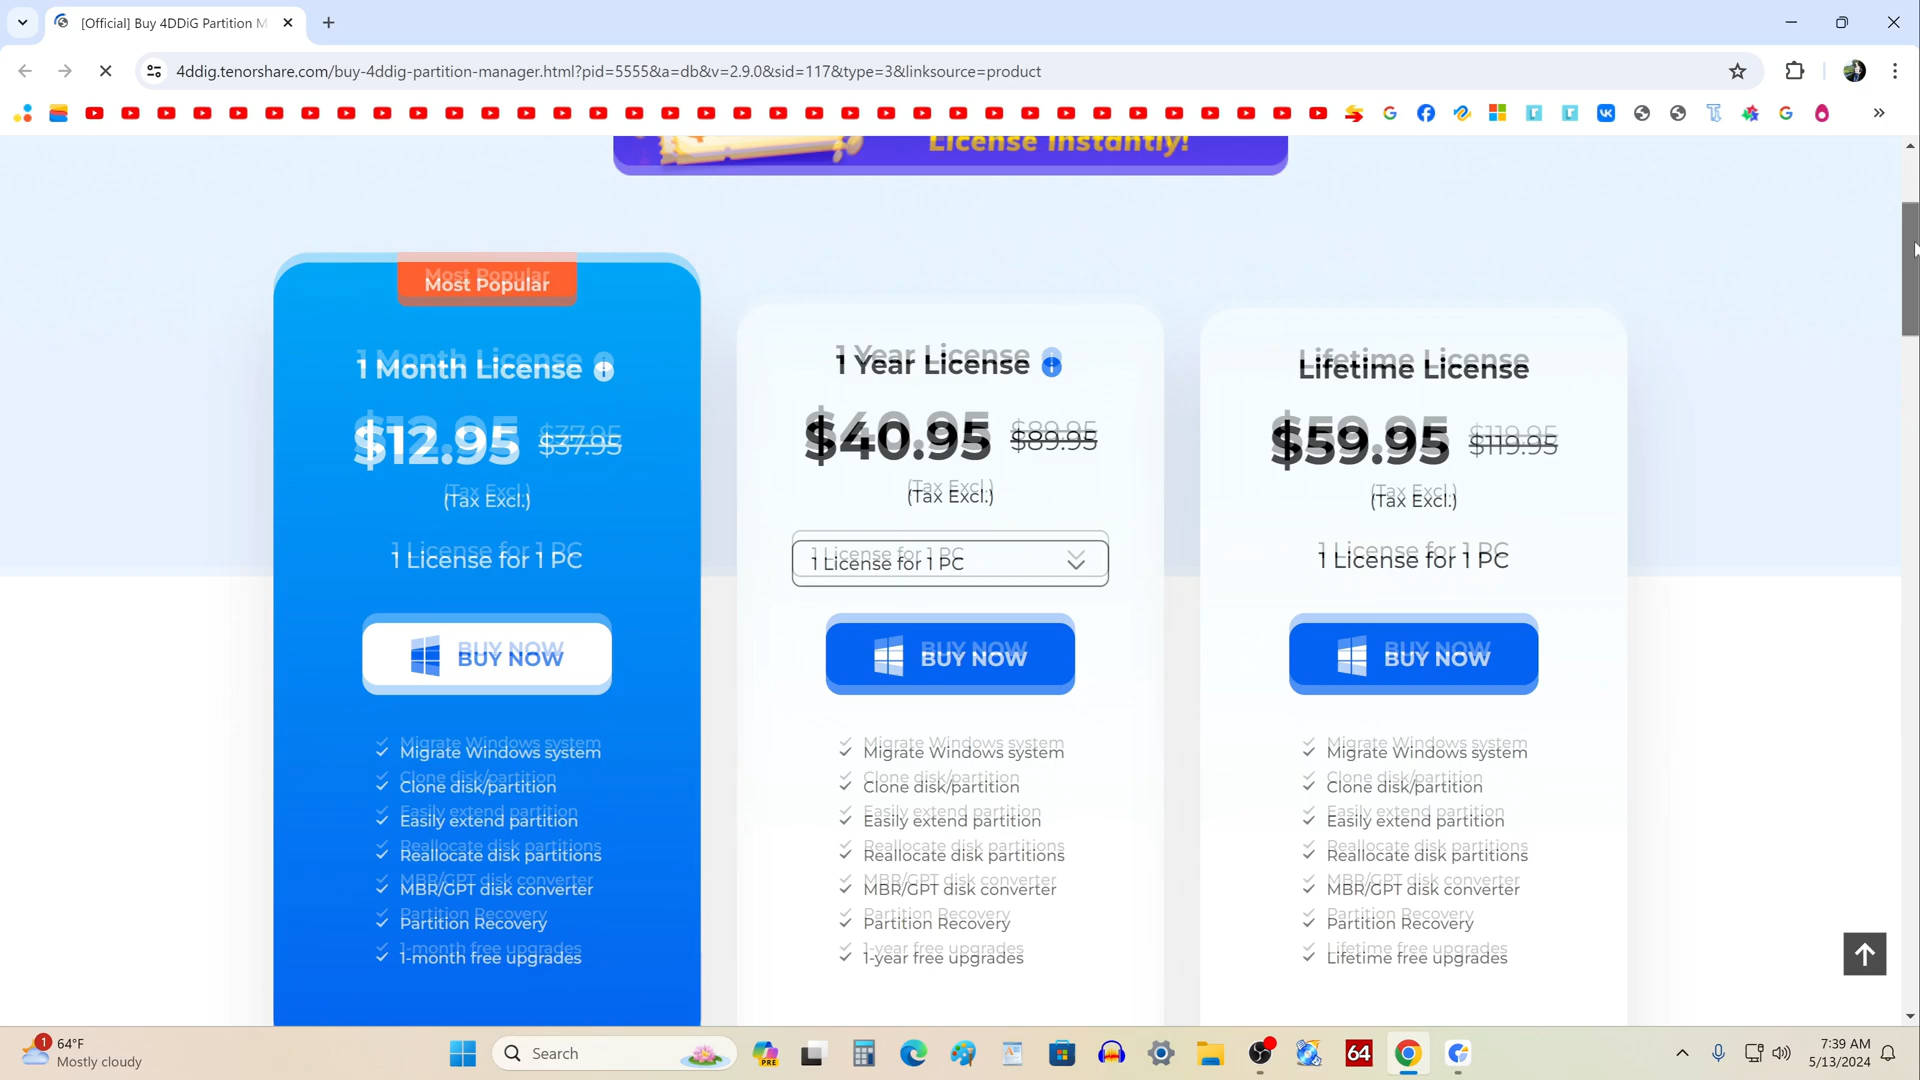 [Official] Buy 4DDiG Partition M
4ddig.tenorshare.com/buy-4ddig-partition-manager.html?pid=5555&a=db&v=2.9.0&sid=117&type=3&linksource=product
License Instantly!
Most Popular
1 Month License
$12.95 $37.95
(Tax Excl.)
1 License for 1 PC
BUY NOW
Migrate Windows system
Clone disk/partition
Easily extend partition
Reallocate disk partitions
MBR/GPT disk converter
Partition Recovery
1-month free upgrades
1 Year License
$40.95 $89.95
(Tax Excl.)
1 License for 1 PC
BUY NOW
Migrate Windows system
Clone disk/partition
Easily extend partition
Reallocate disk partitions
MBR/GPT disk converter
Partition Recovery
1-year free upgrades
Lifetime License
$59.95 $119.95
(Tax Excl.)
1 License for 1 PC
BUY NOW
Migrate Windows system
Clone disk/partition
Easily extend partition
Reallocate disk partitions
MBR/GPT disk converter
Partition Recovery
Lifetime free upgrades
1
64°F
Mostly cloudy
Search
PRE
64
7:39 AM
5/13/2024